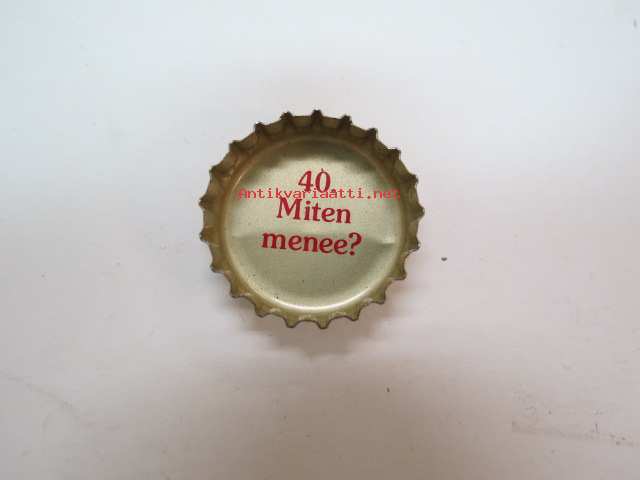 40.
Antikvariaatti.net
Miten
menee?